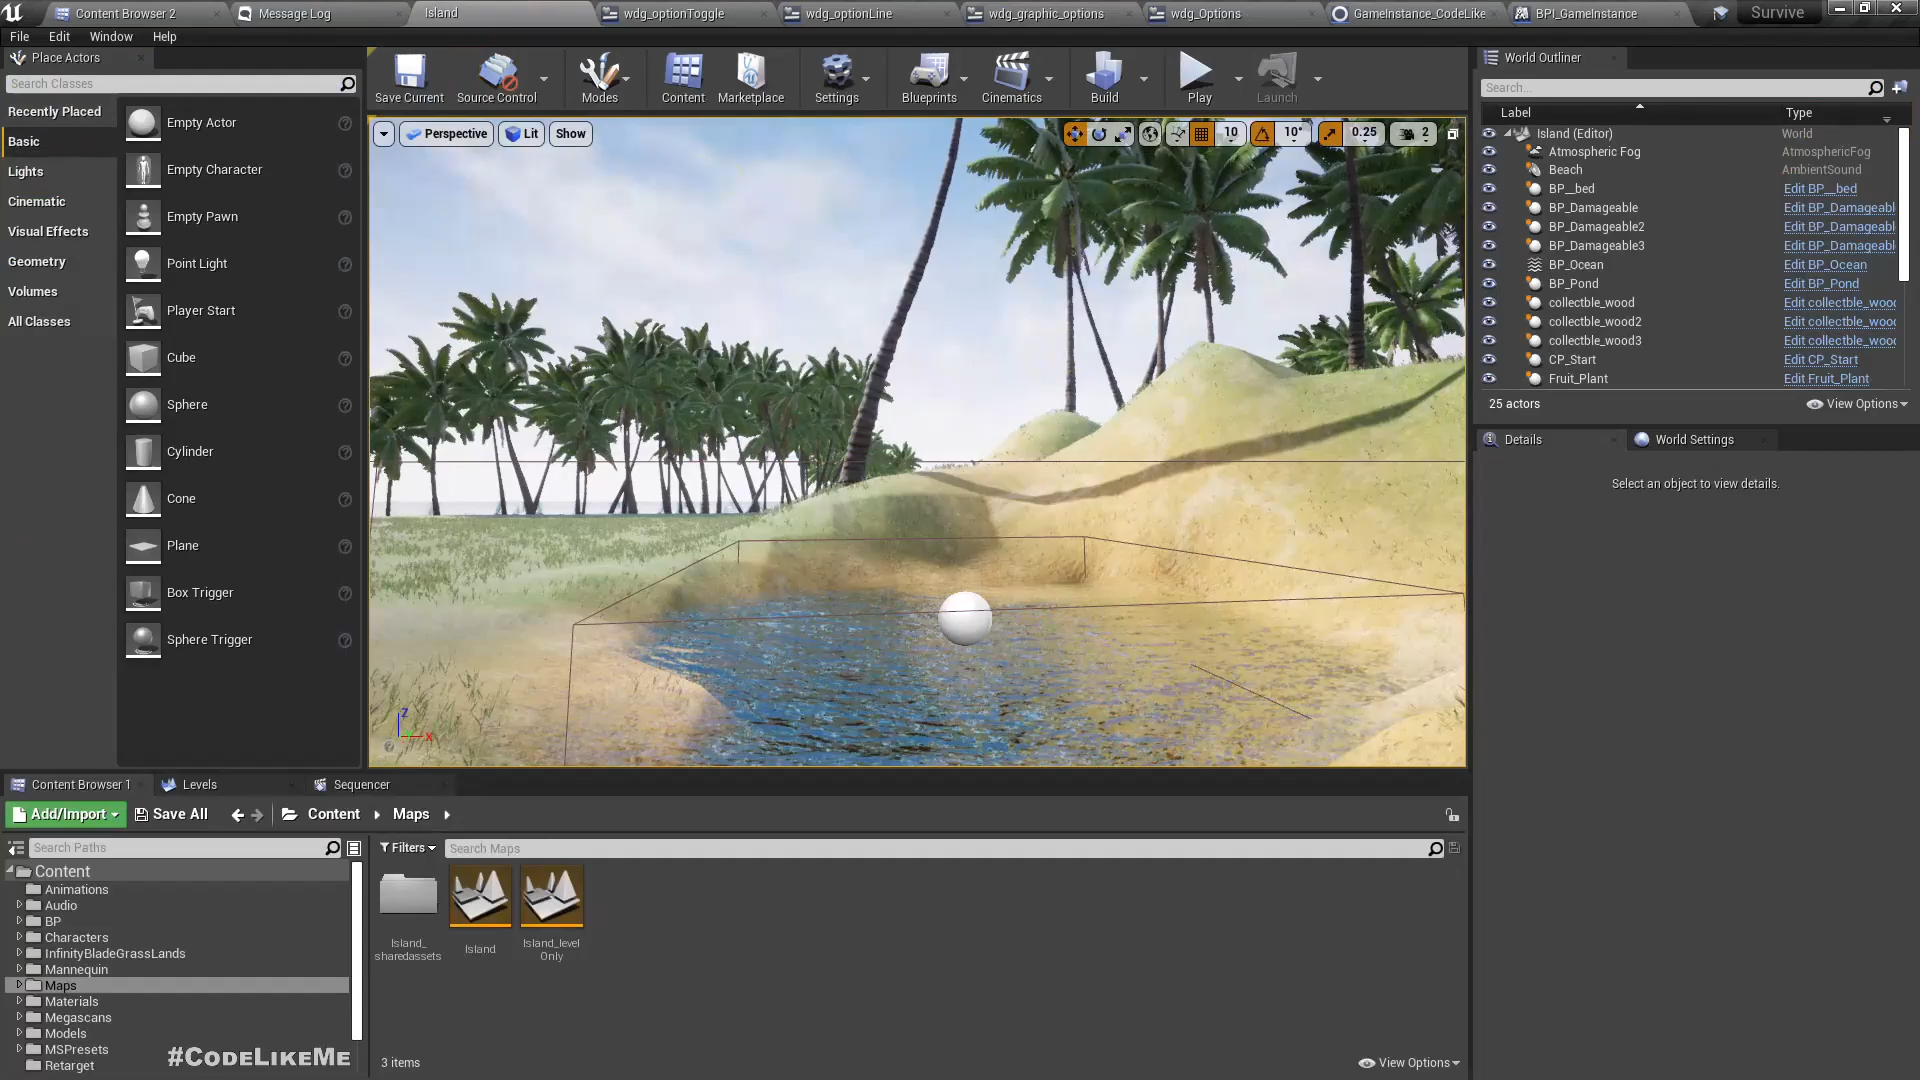 Content Browser 2
Message Log
Island
wdg_optionToggle
wdg_optionLine
wdg_graphic_options
wdg_Options
GameInstance_CodeLike
BPI_GameInstance
Survive
File Edit Window Help
Place Actors
Search Classes
Recently Placed
Basic
Lights
Cinematic
Visual Effects
Geometry
Volumes
All Classes
Empty Actor
Empty Character
Empty Pawn
Point Light
Player Start
Cube
Sphere
Cylinder
Cone
Plane
Box Trigger
Sphere Trigger
Save Current
Source Control
Modes
Content
Marketplace
Settings
Blueprints
Cinematics
Build
Play
Launch
Perspective
Lit
Show
10
10°
0.25
2
Z
X
World Outliner
Search...
Label Type
Island (Editor) World
Atmospheric Fog AtmosphericFog
Beach AmbientSound
BP__bed Edit BP__bed
BP_Damageable Edit BP_Damageabl
BP_Damageable2 Edit BP_Damageabl
BP_Damageable3 Edit BP_Damageabl
BP_Ocean Edit BP_Ocean
BP_Pond Edit BP_Pond
collectble_wood Edit collectble_wood
collectble_wood2 Edit collectble_wood
collectble_wood3 Edit collectble_wood
CP_Start Edit CP_Start
Fruit_Plant Edit Fruit_Plant
25 actors
View Options
Details
World Settings
Select an object to view details.
Content Browser 1
Levels
Sequencer
Add/Import
Save All
Content
Maps
Search Paths
Filters
Search Maps
Content
Animations
Audio
BP
Characters
InfinityBladeGrassLands
Mannequin
Maps
Materials
Megascans
Models
MSPresets
Retarget
Island_
sharedassets
Island
Island_level
Only
#CodeLikeMe
3 items
View Options